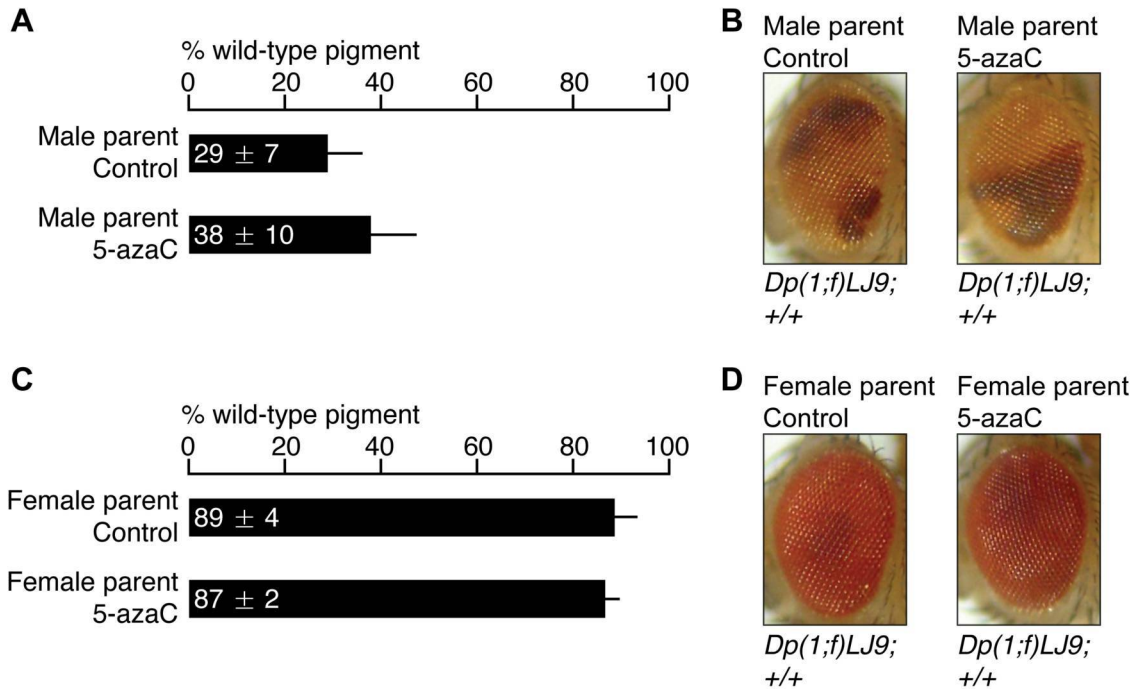 A
% wild-type pigment
0 20 40 60 80 100
Male parent
Control
29 ± 7
Male parent
5-azaC
38 ± 10
B
Male parent
Control
Male parent
5-azaC
Dp(1;f)LJ9;
+/+
Dp(1;f)LJ9;
+/+
C
% wild-type pigment
0 20 40 60 80 100
Female parent
Control
89 ± 4
Female parent
5-azaC
87 ± 2
D
Female parent
Control
Female parent
5-azaC
Dp(1;f)LJ9;
+/+
Dp(1;f)LJ9;
+/+